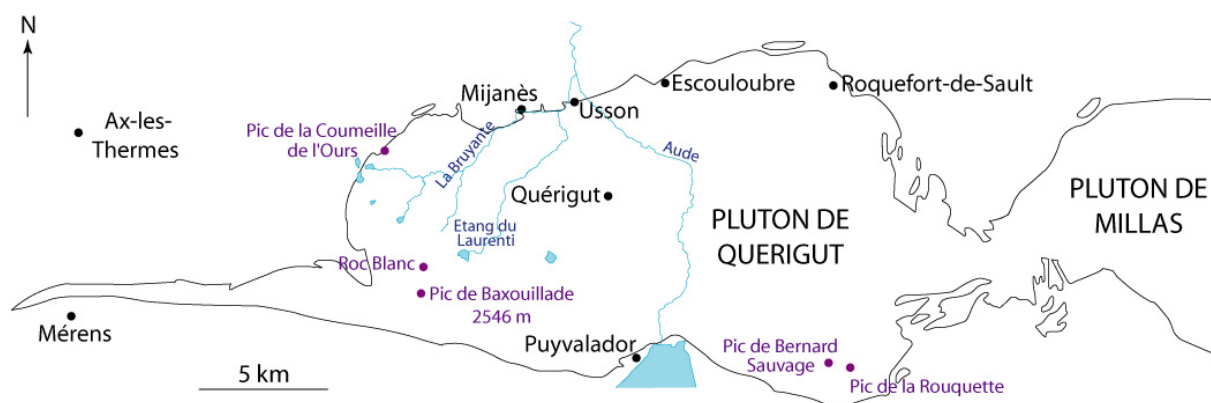 N
Ax-les-
Thermes
Pic de la Coumeille
de l'Ours
Mijanès
Usson
Escouloubre
Roquefort-de-Sault
La Bruyante
Aude
Quérigut
Etang du
Laurenti
PLUTON DE
QUERIGUT
PLUTON DE
MILLAS
Roc Blanc
Pic de Baxouillade
2546 m
Mérens
Puyvalador
Pic de Bernard
Sauvage
Pic de la Rouquette
5 km